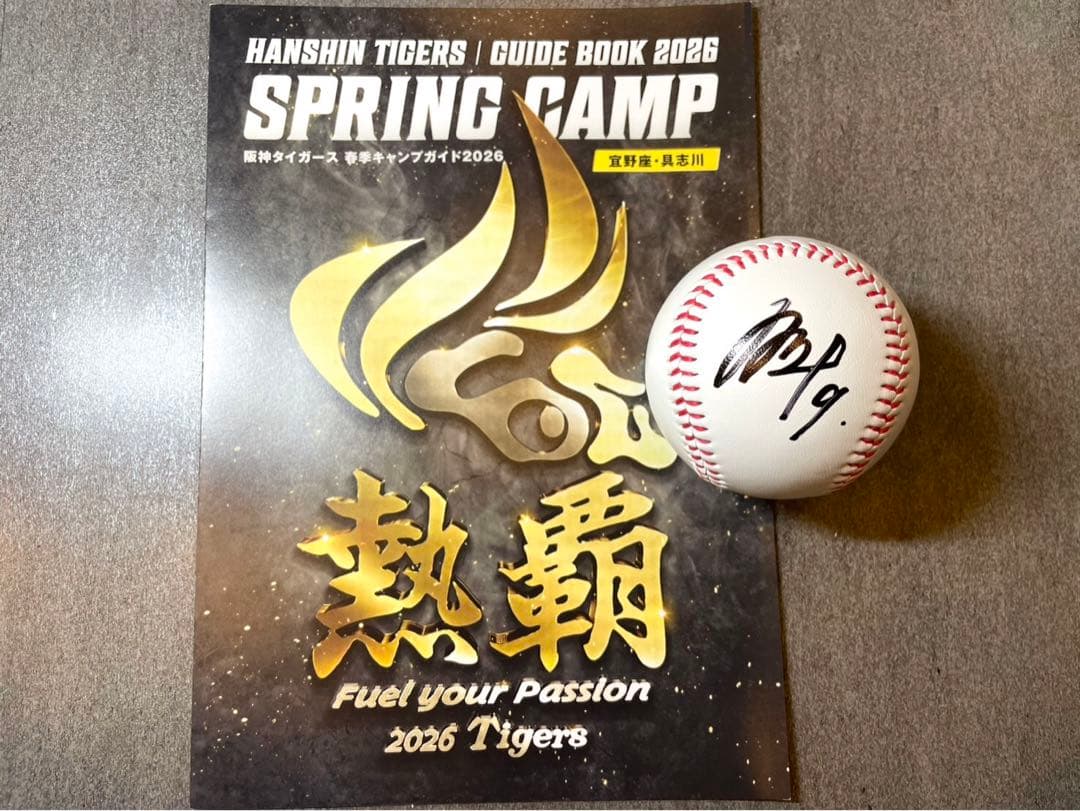 HANSHIN TIGERS | GUIDE BOOK 2026
SPRING CAMP
阪神タイガース 春季キャンプガイド2026
宜野座・具志川
熱覇
Fuel your Passion
2026 Tigers